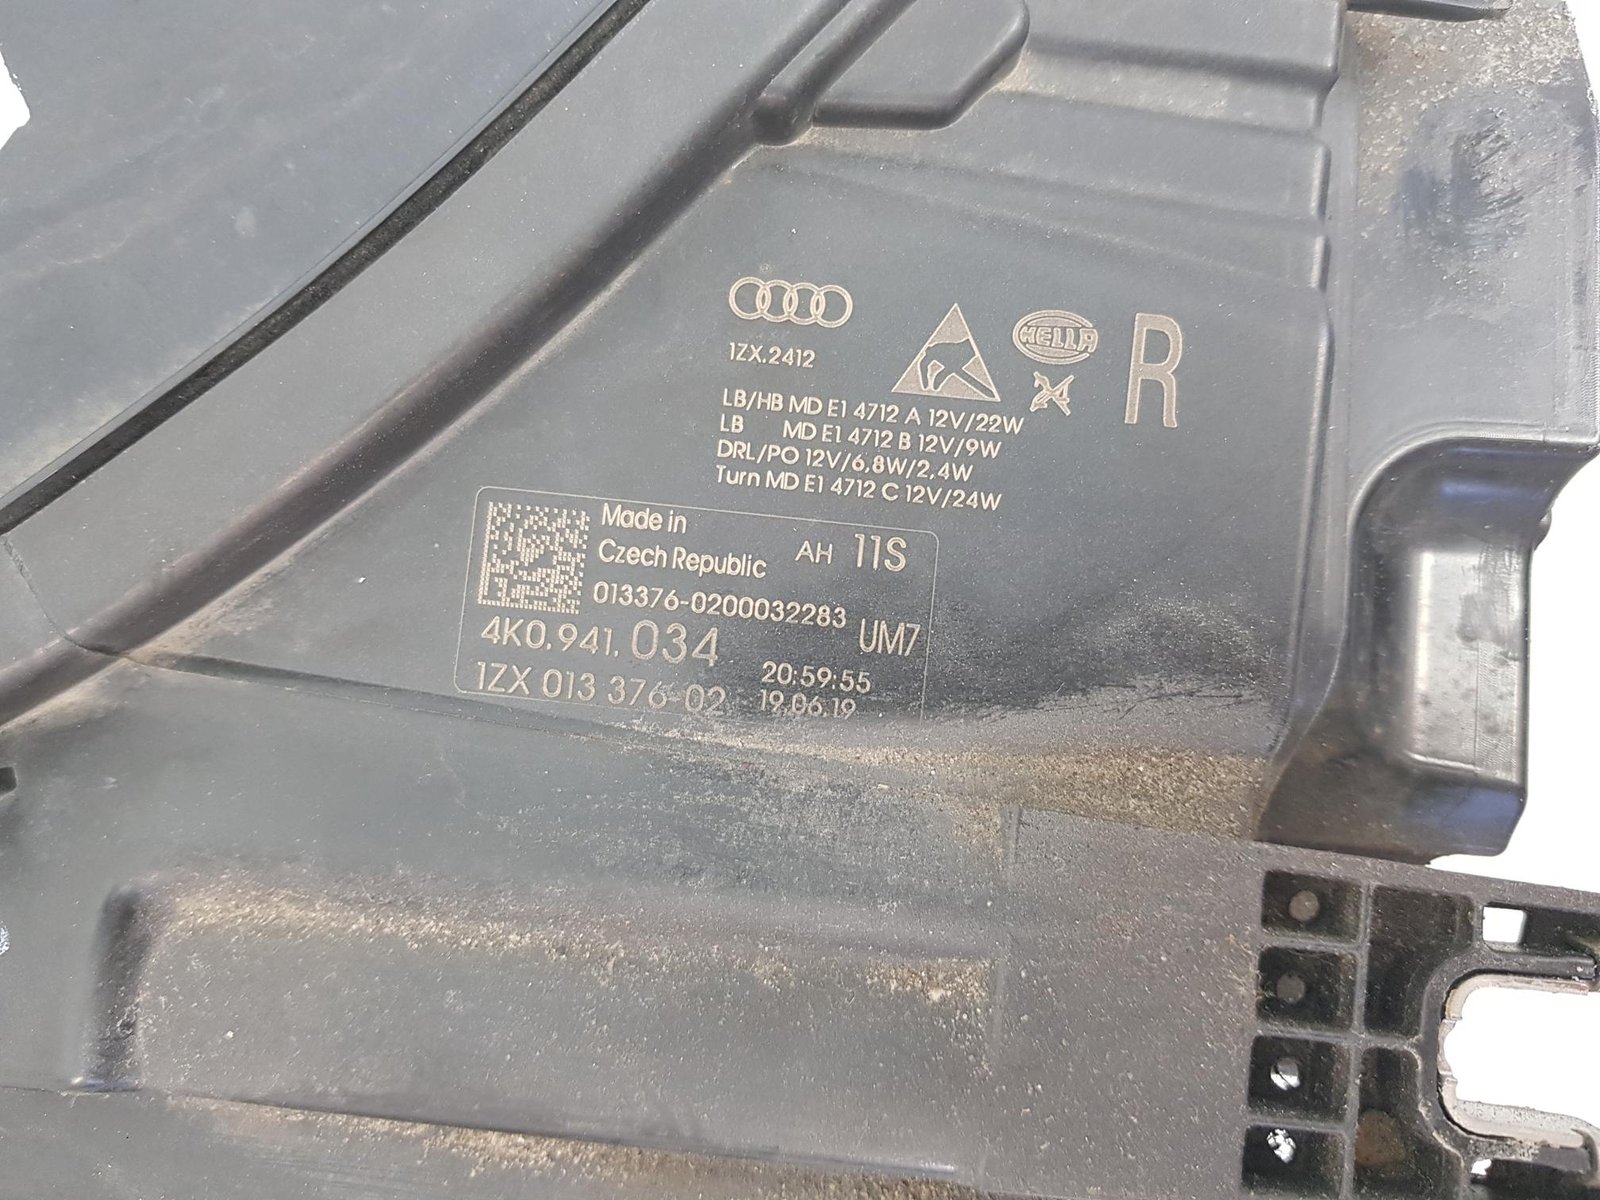 HELLA
R
1ZX.2412
LB/HB MD E1 4712 A 12V/22W
LB MD E1 4712 B 12V/9W
DRL/PO 12V/6,8W/2,4W
Turn MD E1 4712 C 12V/24W
Made in
Czech Republic AH 11S
013376-0200032283
4K0.941.034 UM7
20:59:55
1ZX 013 376-02 19.06.19